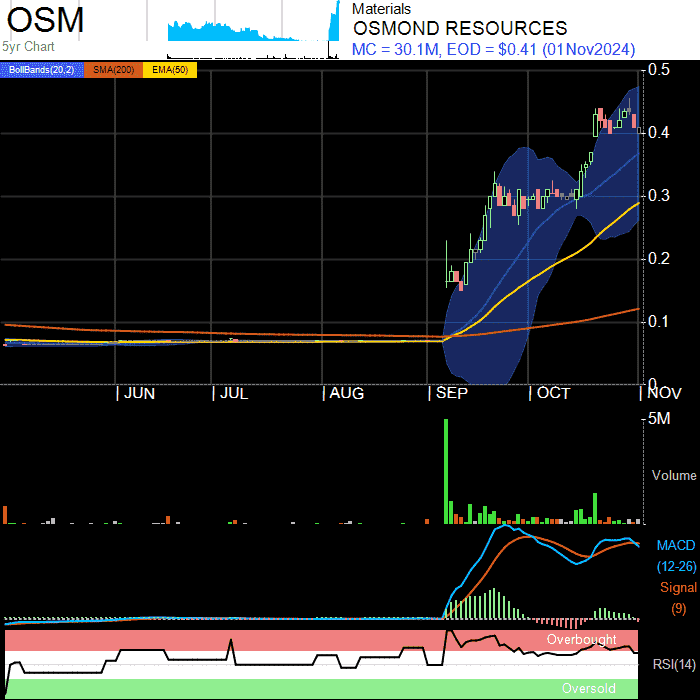 OSM
5yr Chart
Materials
OSMOND RESOURCES
MC = 30.1M, EOD = $0.41 (01Nov2024)
BollBands(20,2) SMA(200) EMA(50)
0.5
0.4
0.3
0.2
0.1
0
JUN JUL AUG SEP OCT NOV
5M
Volume
MACD
(12-26)
Signal
(9)
Overbought
RSI(14)
Oversold